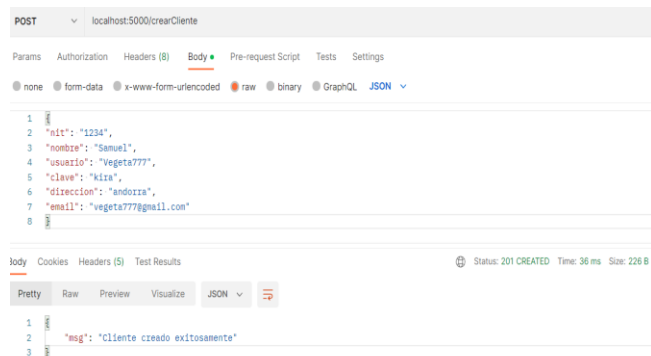 POST localhost:5000/crearCliente
Params Authorization Headers (8) Body Pre-request Script Tests Settings
none form-data x-www-form-urlencoded raw binary GraphQL JSON
1 {
2 "nit": "1234",
3 "nombre": "Samuel",
4 "usuario": "Vegeta777",
5 "clave": "kira",
6 "direccion": "andorra",
7 "email": "vegeta777@gmail.com"
8 }
Body Cookies Headers (5) Test Results Status: 201 CREATED Time: 36 ms Size: 226 B
Pretty Raw Preview Visualize JSON
1 {
2 "msg": "Cliente creado exitosamente"
3 }